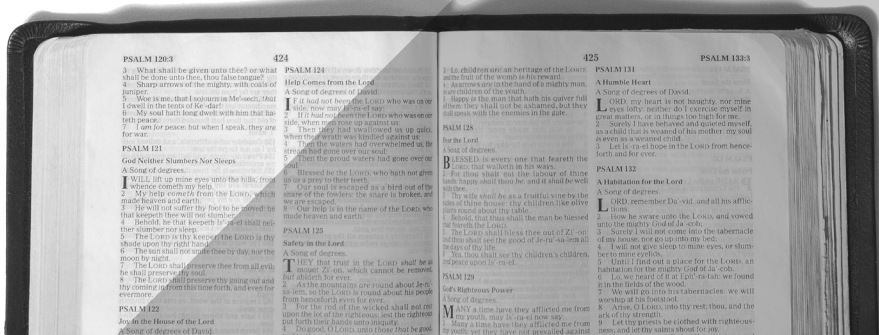 PSALM 120:3
424
3 What shall be given unto thee? or what
shall be done unto thee, thou false tongue?
4 Sharp arrows of the mighty, with coals of
juniper.
5 Woe is me, that I sojourn in Me'-sech, that
I dwell in the tents of Ke'-dar!
6 My soul hath long dwelt with him that ha-
teth peace.
7 I am for peace: but when I speak, they are
for war.
PSALM 121
God Neither Slumbers Nor Sleeps
A Song of degrees.
I WILL lift up mine eyes unto the hills, from
whence cometh my help.
2 My help cometh from the LORD, which
made heaven and earth.
3 He will not suffer thy foot to be moved: he
that keepeth thee will not slumber.
4 Behold, he that keepeth Is'-ra-el shall nei-
ther slumber nor sleep.
5 The LORD is thy keeper: the LORD is thy
shade upon thy right hand.
6 The sun shall not smite thee by day, nor the
moon by night.
7 The LORD shall preserve thee from all evil:
he shall preserve thy soul.
8 The LORD shall preserve thy going out and
thy coming in from this time forth, and even for
evermore.
PSALM 122
Joy in the House of the Lord
A Song of degrees of David.
PSALM 124
Help Comes from the Lord
A Song of degrees of David.
IF it had not been the LORD who was on our
side, now may Is'-ra-el say;
2 If it had not been the LORD who was on our
side, when men rose up against us:
3 Then they had swallowed us up quick,
when their wrath was kindled against us:
4 Then the waters had overwhelmed us, the
stream had gone over our soul:
5 Then the proud waters had gone over our
soul.
Blessed be the LORD, who hath not given
us as a prey to their teeth.
7 Our soul is escaped as a bird out of the
snare of the fowlers: the snare is broken, and
we are escaped.
8 Our help is in the name of the LORD, who
made heaven and earth.
PSALM 125
Safety in the Lord
A Song of degrees.
THEY that trust in the LORD shall be as
mount Zi'-on, which cannot be removed,
but abideth for ever.
2 As the mountains are round about Je-ru'-
sa-lem, so the LORD is round about his people
from henceforth even for ever.
3 For the rod of the wicked shall not rest
upon the lot of the righteous; lest the righteous
put forth their hands unto iniquity.
4 Do good, O LORD, unto those that be good,
425
PSALM 133:3
3 Lo, children are an heritage of the LORD:
and the fruit of the womb is his reward.
4 As arrows are in the hand of a mighty man;
so are children of the youth.
5 Happy is the man that hath his quiver full
of them: they shall not be ashamed, but they
shall speak with the enemies in the gate.
PSALM 128
Fear the Lord.
A Song of degrees.
BLESSED is every one that feareth the
LORD; that walketh in his ways.
2 For thou shalt eat the labour of thine
hands: happy shalt thou be, and it shall be well
with thee.
3 Thy wife shall be as a fruitful vine by the
sides of thine house: thy children like olive
plants round about thy table.
4 Behold, that thus shall the man be blessed
that feareth the LORD.
5 The LORD shall bless thee out of Zi'-on:
and thou shalt see the good of Je-ru'-sa-lem all
the days of thy life.
6 Yea, thou shalt see thy children's children,
and peace upon Is'-ra-el.
PSALM 129
God's Righteous Power
A Song of degrees.
MANY a time have they afflicted me from
my youth, may Is'-ra-el now say:
2 Many a time have they afflicted me from
my youth: yet they have not prevailed against
PSALM 131
A Humble Heart
A Song of degrees of David.
LORD, my heart is not haughty, nor mine
eyes lofty: neither do I exercise myself in
great matters, or in things too high for me.
2 Surely I have behaved and quieted myself,
as a child that is weaned of his mother: my soul
is even as a weaned child.
3 Let Is'-ra-el hope in the LORD from hence-
forth and for ever.
PSALM 132
A Habitation for the Lord
A Song of degrees.
LORD, remember Da'-vid, and all his afflic-
tions:
2 How he sware unto the LORD, and vowed
unto the mighty God of Ja'-cob;
3 Surely I will not come into the tabernacle
of my house, nor go up into my bed;
4 I will not give sleep to mine eyes, or slum-
ber to mine eyelids,
5 Until I find out a place for the LORD, an
habitation for the mighty God of Ja'-cob.
6 Lo, we heard of it at Eph'-ra-tah: we found
it in the fields of the wood.
7 We will go into his tabernacles: we will
worship at his footstool.
8 Arise, O LORD, into thy rest; thou, and the
ark of thy strength.
9 Let thy priests be clothed with righteous-
ness; and let thy saints shout for joy.